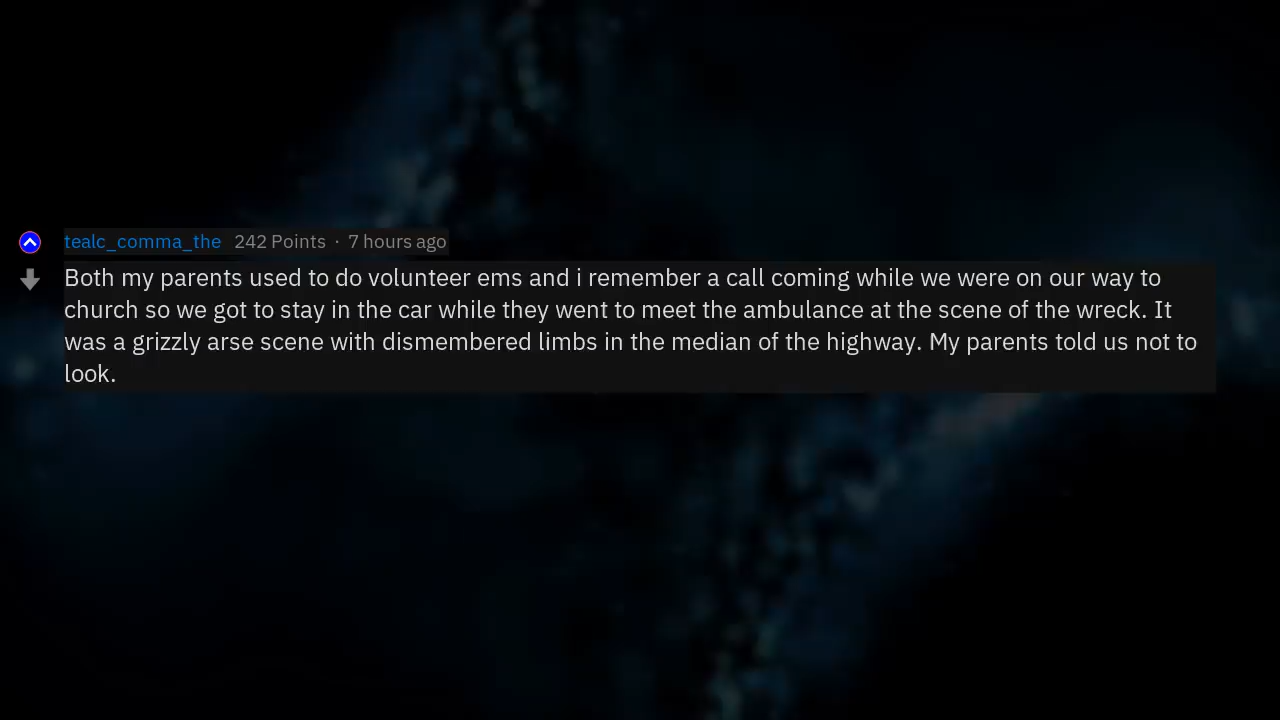 tealc_comma_the 242 Points · 7 hours ago
Both my parents used to do volunteer ems and i remember a call coming while we were on our way to
church so we got to stay in the car while they went to meet the ambulance at the scene of the wreck. It
was a grizzly arse scene with dismembered limbs in the median of the highway. My parents told us not to
look.